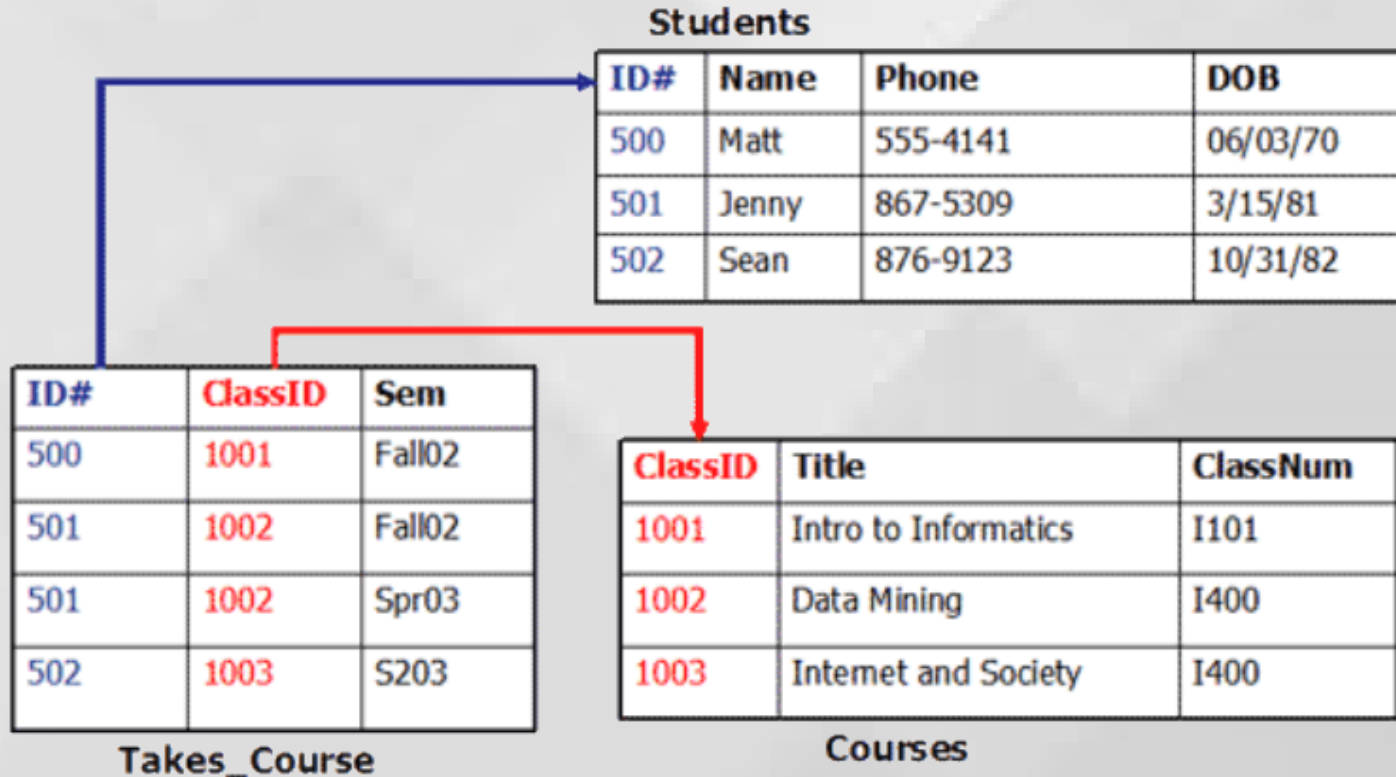 Students
ID# Name Phone DOB
500 Matt 555-4141 06/03/70
501 Jenny 867-5309 3/15/81
502 Sean 876-9123 10/31/82
ID# ClassID Sem
500 1001 Fall02
501 1002 Fall02
501 1002 Spr03
502 1003 S203
Takes_Course
ClassID Title ClassNum
1001 Intro to Informatics I101
1002 Data Mining I400
1003 Internet and Society I400
Courses